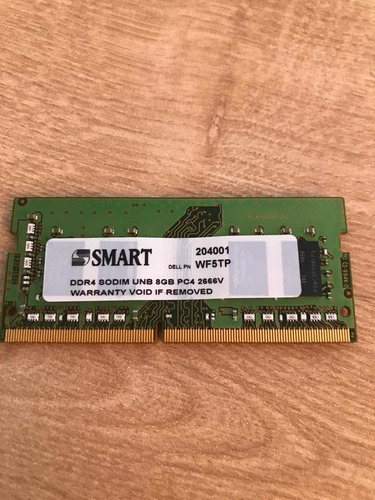 SMART
204001
DELL PN WF5TP
DDR4 SODIM UNB 8GB PC4 2666V
WARRANTY VOID IF REMOVED